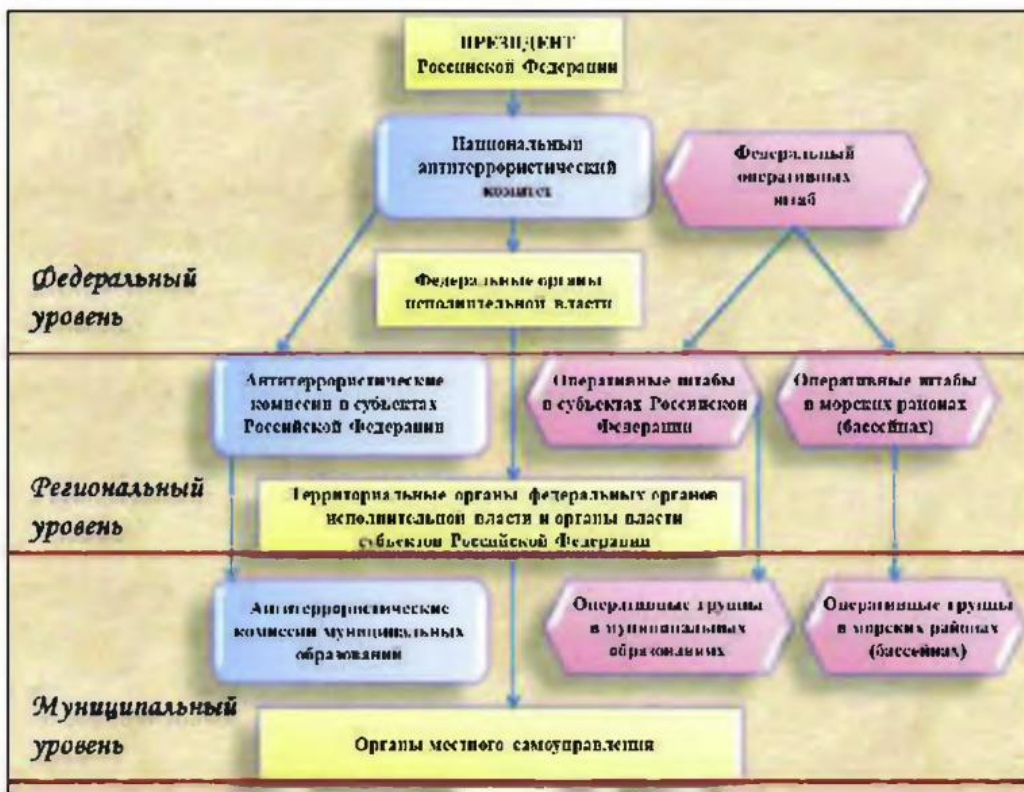 ПРЕЗИДЕНТ
Российской Федерации
Национальный
антитеррористический
комитет
Федеральный
оперативных
штаб
Федеральный
уровень
Федеральные органы
исполнительной власти
Антитеррористические
комиссии в субъектах
Российской Федерации
Оперативные штабы
в субъектах Российской
Федерации
Оперативные штабы
в морских районах
(бассейнах)
Региональный
уровень
Территориальные органы федеральных органов
исполнительной власти и органы власти
субъектов Российской Федерации
Антитеррористические
комиссии муниципальных
образований
Оперативные группы
в муниципальных
образованиях
Оперативные группы
в морских районах
(бассейнах)
Муниципальный
уровень
Органы местного самоуправления